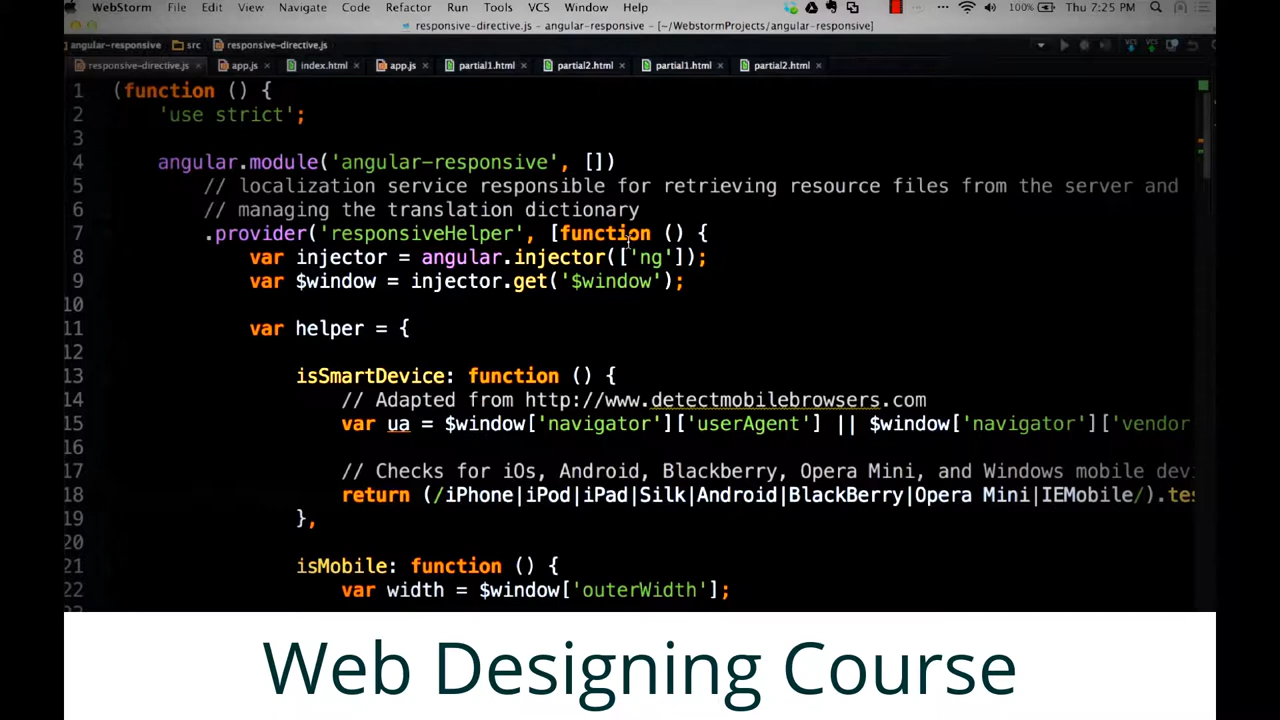 WebStorm File Edit View Navigate Code Refactor Run Tools VCS Window Help 100% Thu 7:25 PM
responsive-directive.js - angular-responsive - [~/WebstormProjects/angular-responsive]
angular-responsive src responsive-directive.js
responsive-directive.js × app.js × index.html × app.js × partial1.html × partial2.html × partial1.html × partial2.html ×
1 (function () {
2 'use strict';
3
4 angular.module('angular-responsive', [])
5 // localization service responsible for retrieving resource files from the server and
6 // managing the translation dictionary
7 .provider('responsiveHelper', [function () {
8 var injector = angular.injector(['ng']);
9 var $window = injector.get('$window');
10
11 var helper = {
12
13 isSmartDevice: function () {
14 // Adapted from http://www.detectmobilebrowsers.com
15 var ua = $window['navigator']['userAgent'] || $window['navigator']['vendor
16
17 // Checks for iOs, Android, Blackberry, Opera Mini, and Windows mobile devi
18 return (/iPhone|iPod|iPad|Silk|Android|BlackBerry|Opera Mini|IEMobile/).tes
19 },
20
21 isMobile: function () {
22 var width = $window['outerWidth'];
Web Designing Course